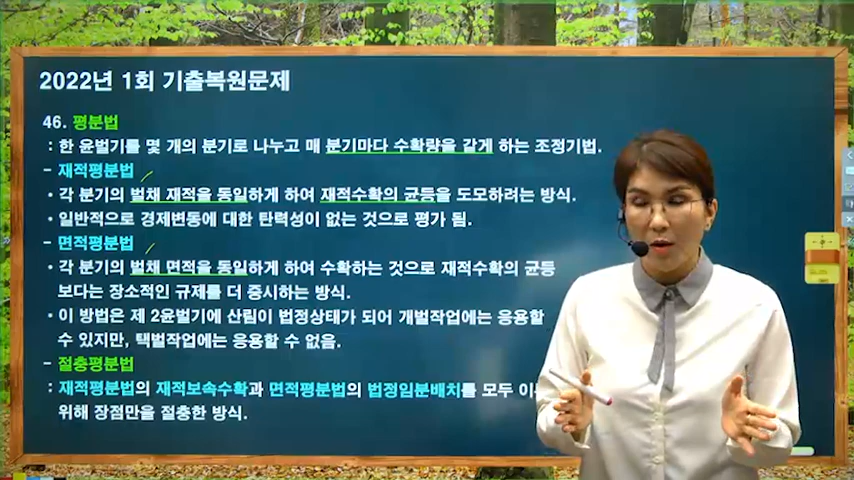 2022년 1회 기출복원문제
46. 평분법
: 한 윤벌기를 몇 개의 분기로 나누고 매 분기마다 수확량을 같게 하는 조정기법.
- 재적평분법
• 각 분기의 벌채 재적을 동일하게 하여 재적수확의 균등을 도모하려는 방식.
• 일반적으로 경제변동에 대한 탄력성이 없는 것으로 평가 됨.
- 면적평분법
• 각 분기의 벌채 면적을 동일하게 하여 수확하는 것으로 재적수확의 균등
보다는 장소적인 규제를 더 중시하는 방식.
• 이 방법은 제 2윤벌기에 산림이 법정상태가 되어 개벌작업에는 응용할
수 있지만, 택벌작업에는 응용할 수 없음.
- 절충평분법
: 재적평분법의 재적보속수확과 면적평분법의 법정임분배치를 모두
위해 장점만을 절충한 방식.